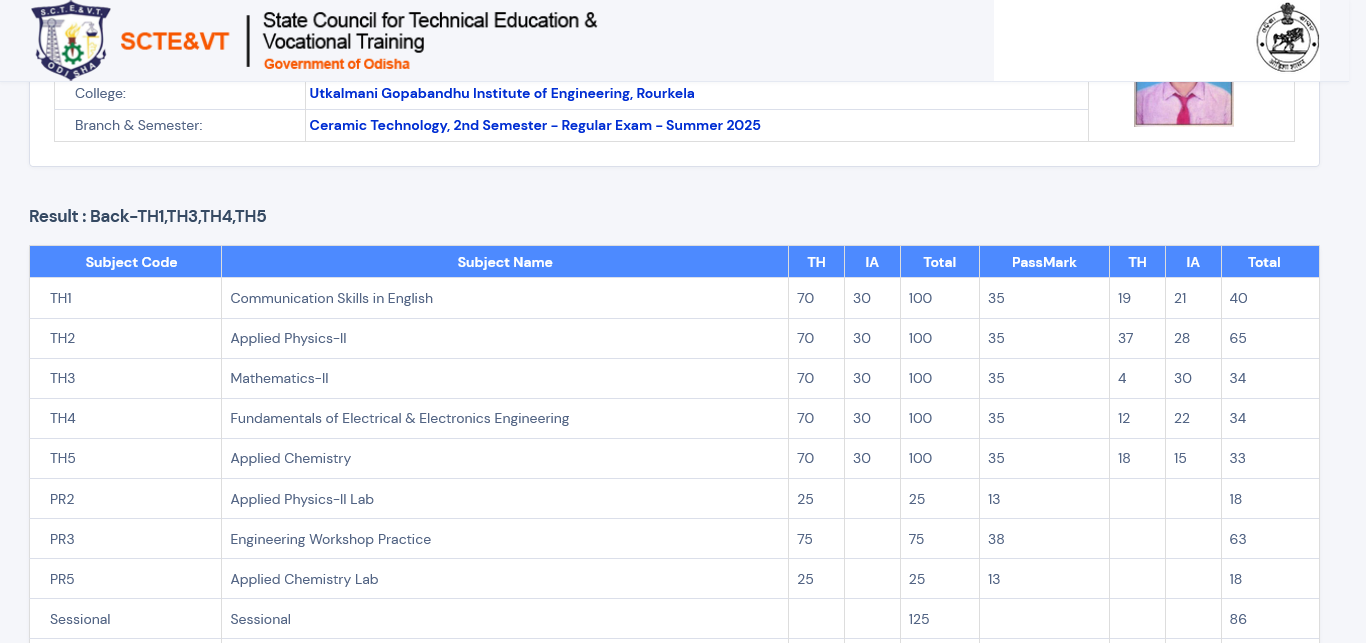 S.C.T.E.& V.T.
ODISHA
SCTE&VT
State Council for Technical Education &
Vocational Training
Government of Odisha
College: Utkalmani Gopabandhu Institute of Engineering, Rourkela
Branch & Semester: Ceramic Technology, 2nd Semester - Regular Exam - Summer 2025
Result : Back-TH1,TH3,TH4,TH5
Subject Code Subject Name TH IA Total PassMark TH IA Total
TH1 Communication Skills in English 70 30 100 35 19 21 40
TH2 Applied Physics-II 70 30 100 35 37 28 65
TH3 Mathematics-II 70 30 100 35 4 30 34
TH4 Fundamentals of Electrical & Electronics Engineering 70 30 100 35 12 22 34
TH5 Applied Chemistry 70 30 100 35 18 15 33
PR2 Applied Physics-II Lab 25 25 13 18
PR3 Engineering Workshop Practice 75 75 38 63
PR5 Applied Chemistry Lab 25 25 13 18
Sessional Sessional 125 86